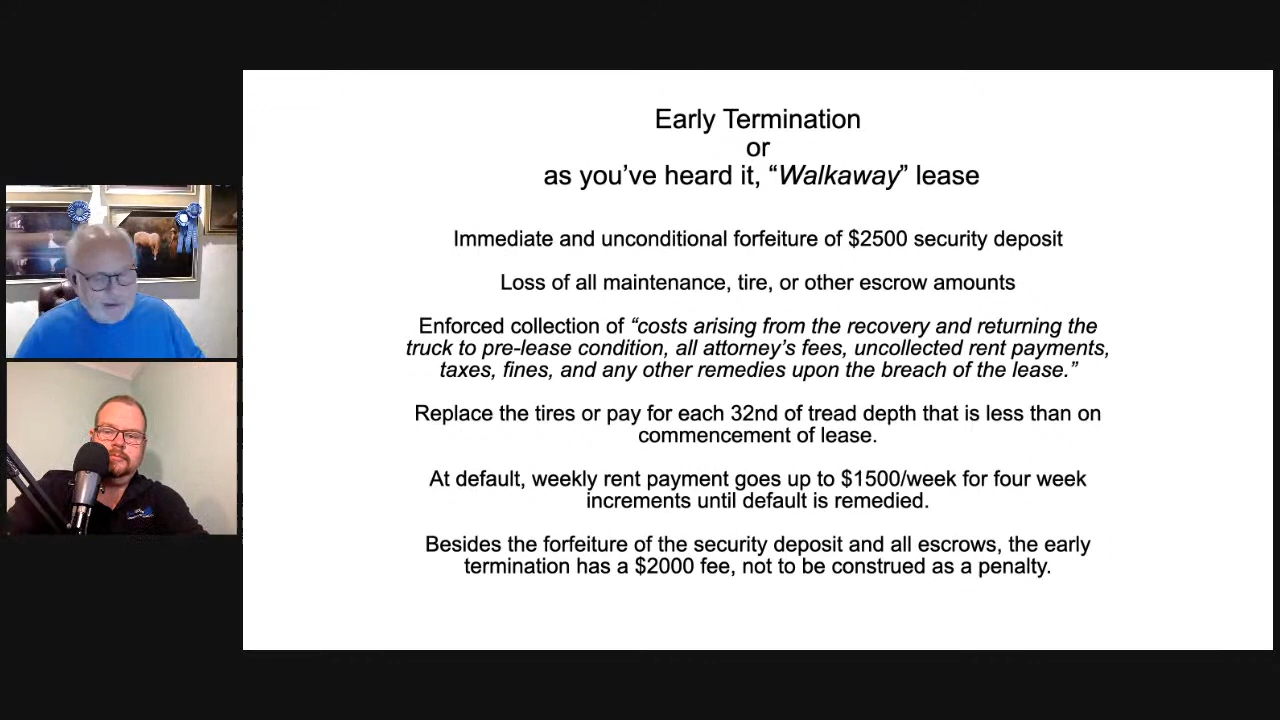 Early Termination
or
as you’ve heard it, “Walkaway” lease
Immediate and unconditional forfeiture of $2500 security deposit
Loss of all maintenance, tire, or other escrow amounts
Enforced collection of “costs arising from the recovery and returning the
truck to pre-lease condition, all attorney’s fees, uncollected rent payments,
taxes, fines, and any other remedies upon the breach of the lease.”
Replace the tires or pay for each 32nd of tread depth that is less than on
commencement of lease.
At default, weekly rent payment goes up to $1500/week for four week
increments until default is remedied.
Besides the forfeiture of the security deposit and all escrows, the early
termination has a $2000 fee, not to be construed as a penalty.